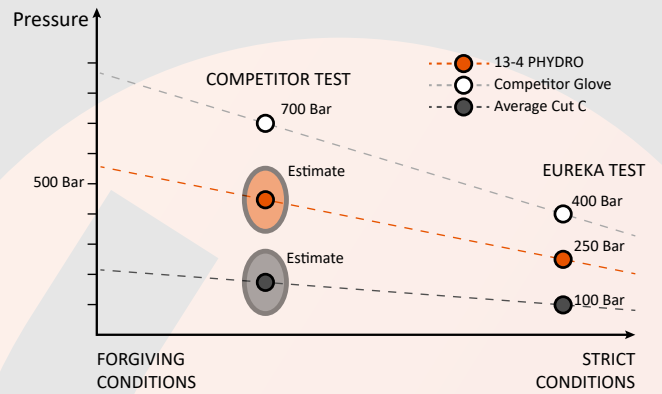 Pressure
13-4 PHYDRO
Competitor Glove
Average Cut C
COMPETITOR TEST
700 Bar
Estimate
EUREKA TEST
500 Bar
400 Bar
250 Bar
Estimate
100 Bar
FORGIVING
CONDITIONS
STRICT
CONDITIONS